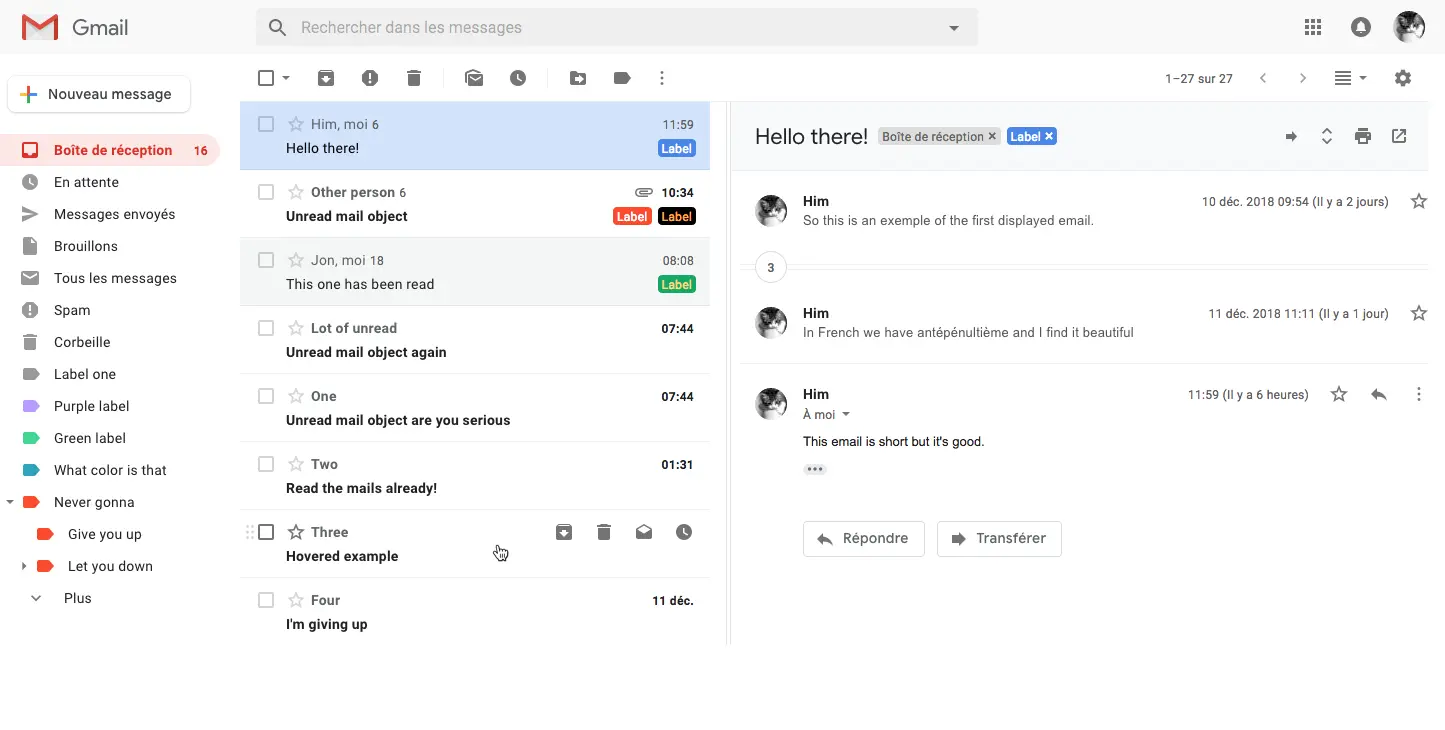 Gmail
Rechercher dans les messages
Nouveau message
1–27 sur 27
Boîte de réception 16
En attente
Messages envoyés
Brouillons
Tous les messages
Spam
Corbeille
Label one
Purple label
Green label
What color is that
Never gonna
Give you up
Let you down
Plus
Him, moi 6 11:59
Hello there! Label
Other person 6 10:34
Unread mail object Label Label
Jon, moi 18 08:08
This one has been read Label
Lot of unread 07:44
Unread mail object again
One 07:44
Unread mail object are you serious
Two 01:31
Read the mails already!
Three
Hovered example
Four 11 déc.
I'm giving up
Hello there! Boîte de réception × Label ×
Him 10 déc. 2018 09:54 (Il y a 2 jours)
So this is an exemple of the first displayed email.
3
Him 11 déc. 2018 11:11 (Il y a 1 jour)
In French we have antépénultième and I find it beautiful
Him 11:59 (Il y a 6 heures)
À moi
This email is short but it's good.
Répondre Transférer